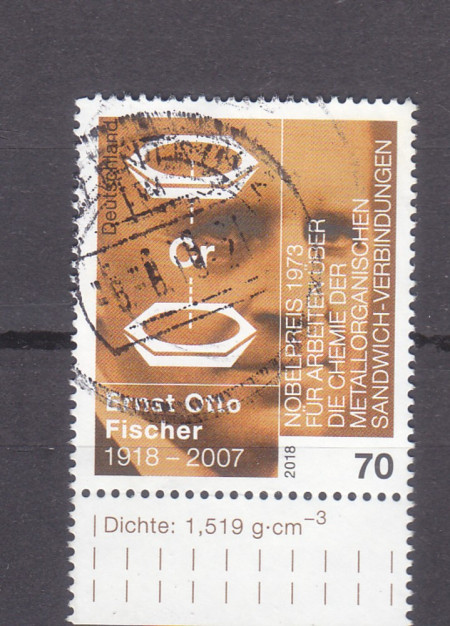 Deutschland
Cr
Ernst Otto
Fischer
1918 – 2007
NOBELPREIS 1973
FÜR ARBEITEN ÜBER
DIE CHEMIE DER
METALLORGANISCHEN
SANDWICH-VERBINDUNGEN
2018
70
Dichte: 1,519 g·cm⁻³